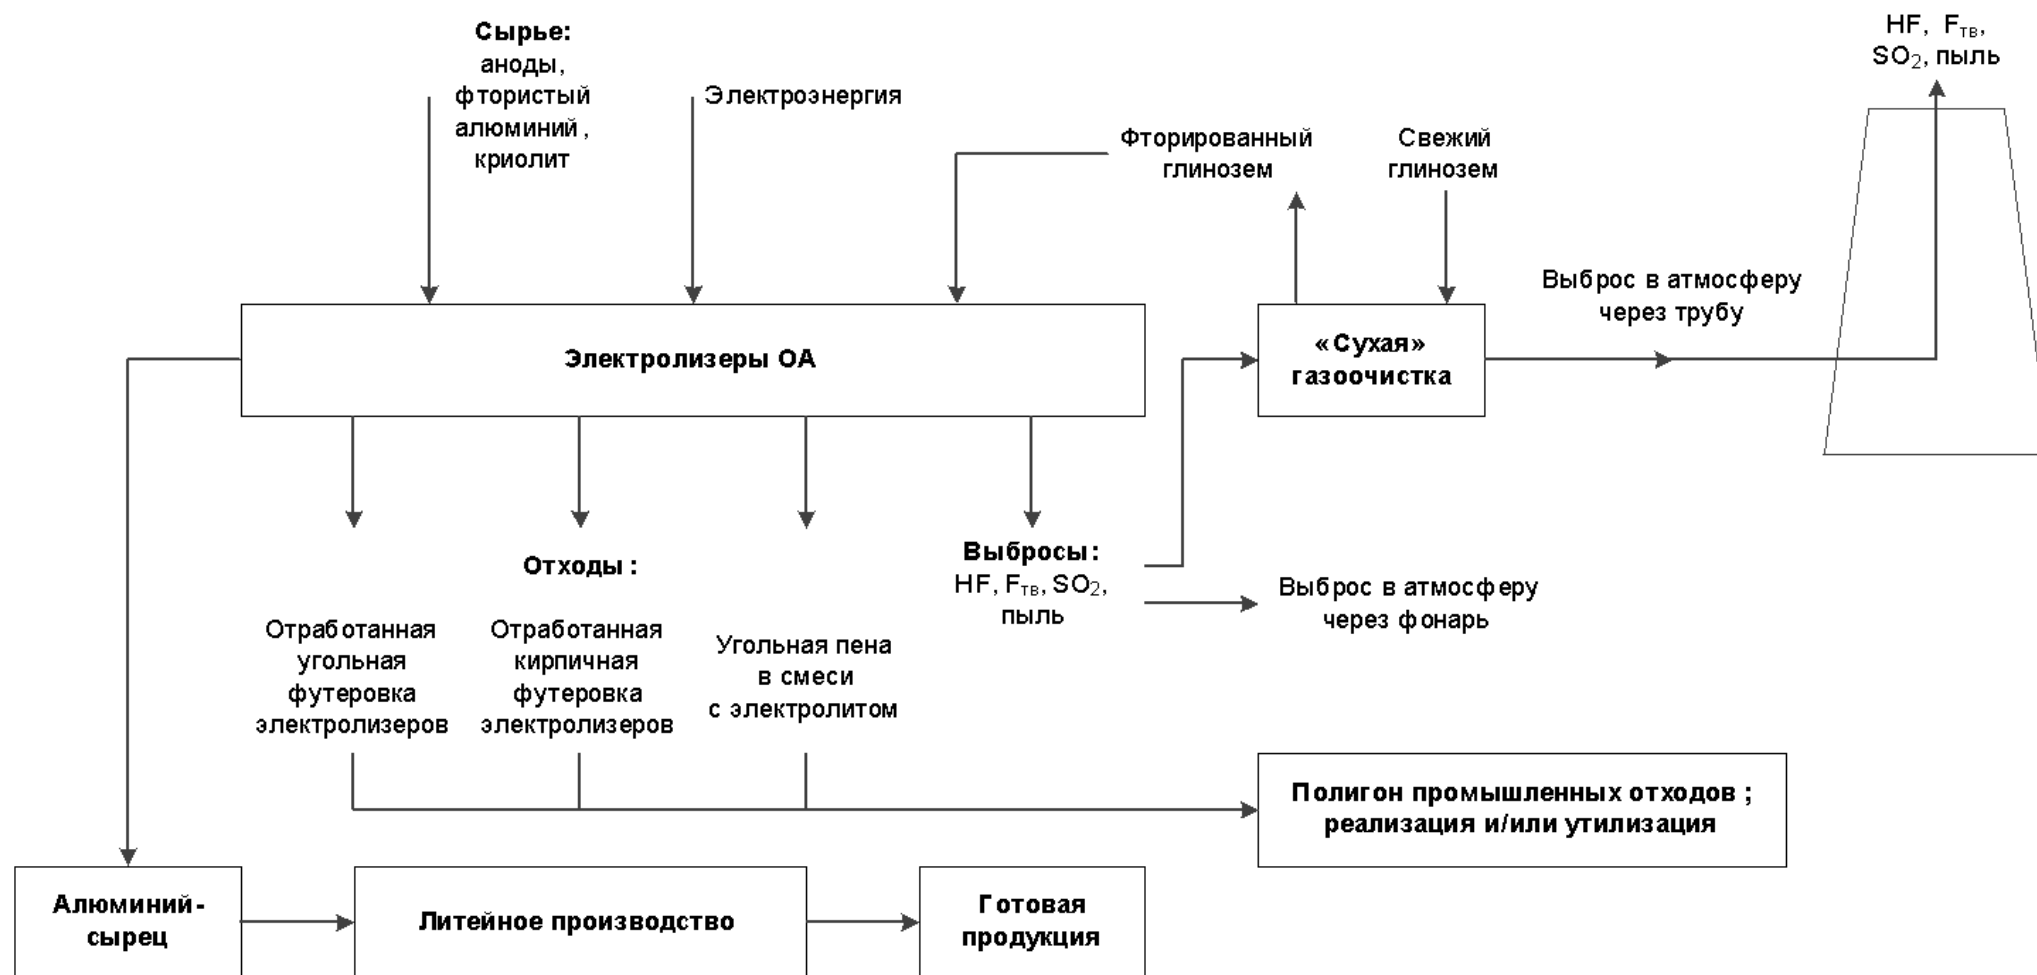 Сырье:
аноды,
фтористый
алюминий,
криолит
Электроэнергия
Фторированный
глинозем
Свежий
глинозем
HF, Fтв,
SO2, пыль
Выброс в атмосферу
через трубу
Электролизеры ОА
«Сухая»
газоочистка
Отходы:
Выбросы:
HF, Fтв, SO2,
пыль
Выброс в атмосферу
через фонарь
Отработанная
угольная
футеровка
электролизеров
Отработанная
кирпичная
футеровка
электролизеров
Угольная пена
в смеси
с электролитом
Полигон промышленных отходов;
реализация и/или утилизация
Алюминий-
сырец
Литейное производство
Готовая
продукция